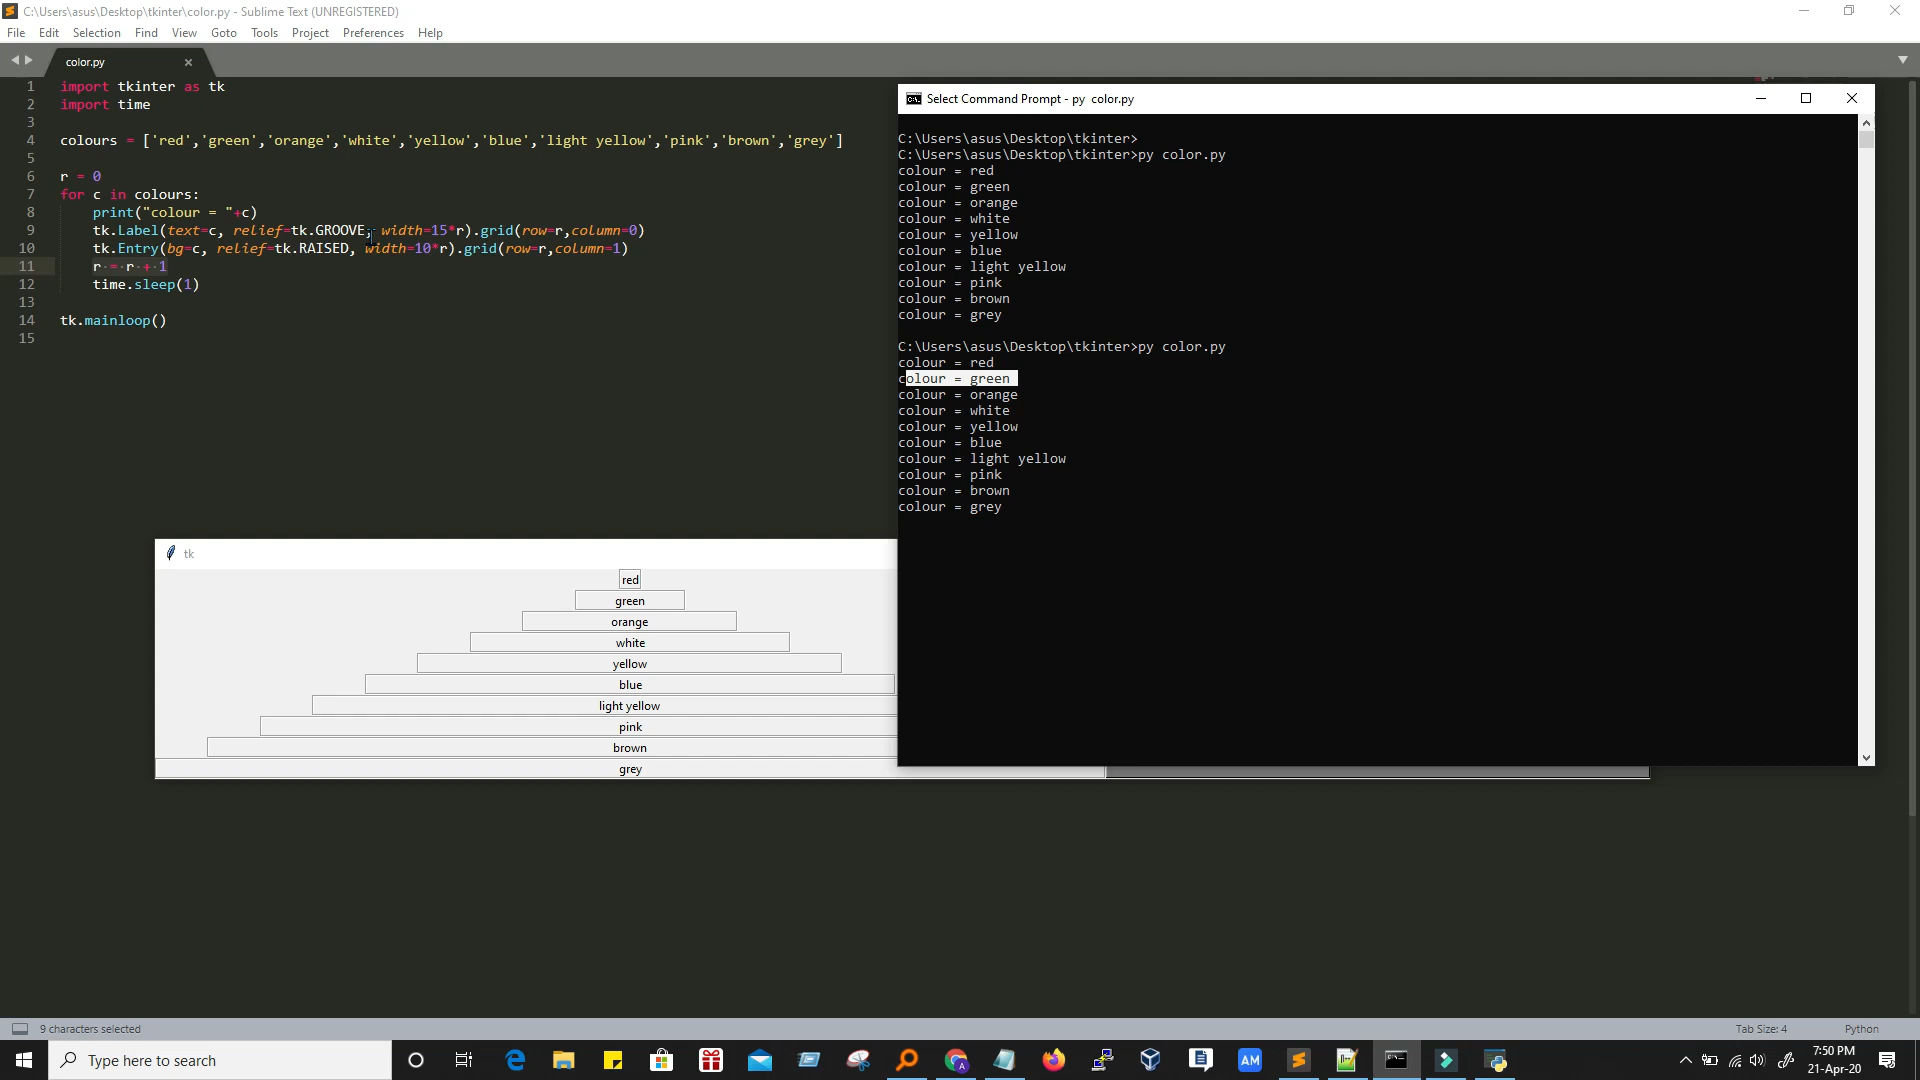 C:\Users\asus\Desktop\tkinter\color.py - Sublime Text (UNREGISTERED)
File Edit Selection Find View Goto Tools Project Preferences Help
color.py
1 import tkinter as tk
2 import time
3
4 colours = ['red','green','orange','white','yellow','blue','light yellow','pink','brown','grey']
5
6 r = 0
7 for c in colours:
8 print("colour = "+c)
9 tk.Label(text=c, relief=tk.GROOVE, width=15*r).grid(row=r,column=0)
10 tk.Entry(bg=c, relief=tk.RAISED, width=10*r).grid(row=r,column=1)
11 r = r + 1
12 time.sleep(1)
13
14 tk.mainloop()
15
Select Command Prompt - py color.py
C:\Users\asus\Desktop\tkinter>
C:\Users\asus\Desktop\tkinter>py color.py
colour = red
colour = green
colour = orange
colour = white
colour = yellow
colour = blue
colour = light yellow
colour = pink
colour = brown
colour = grey
C:\Users\asus\Desktop\tkinter>py color.py
colour = red
colour = green
colour = orange
colour = white
colour = yellow
colour = blue
colour = light yellow
colour = pink
colour = brown
colour = grey
tk
red
green
orange
white
yellow
blue
light yellow
pink
brown
grey
9 characters selected
Tab Size: 4
Python
Type here to search
AM
7:50 PM
21-Apr-20